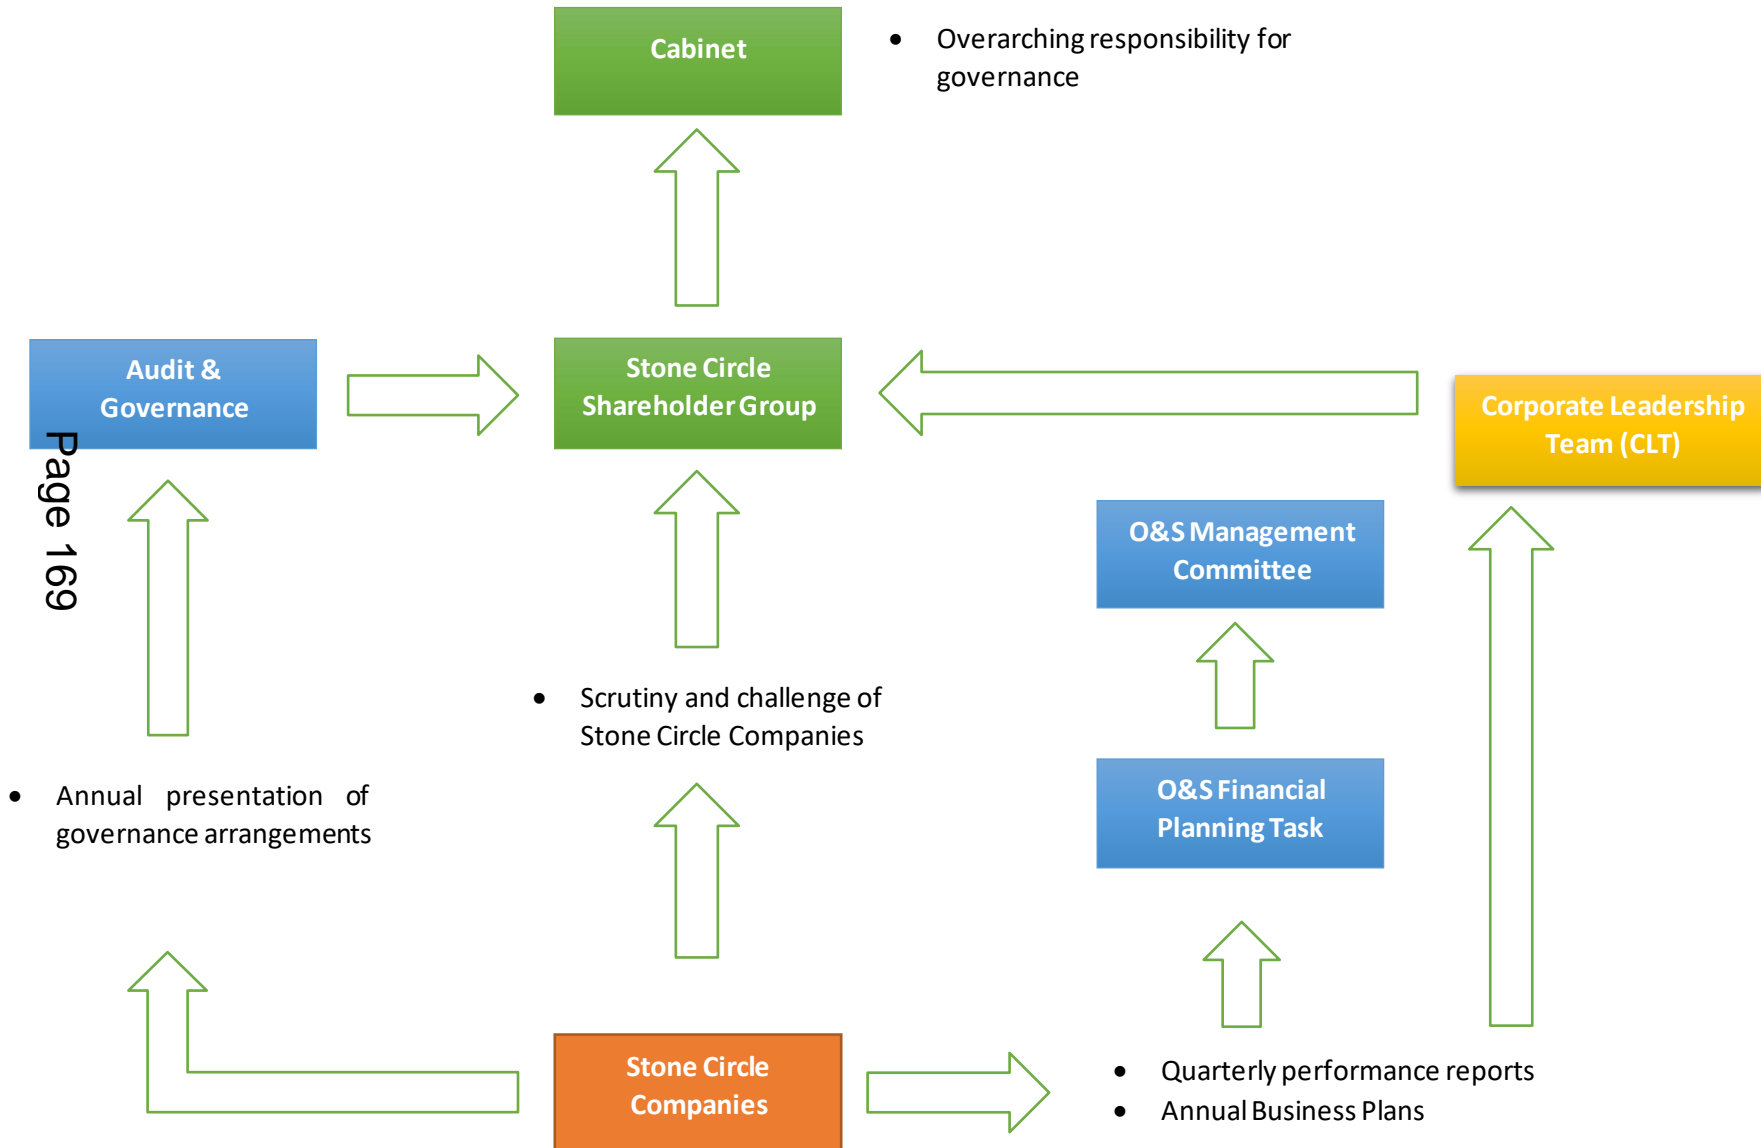 Cabinet
• Overarching responsibility for
governance
Audit &
Governance
Stone Circle
Shareholder Group
Corporate Leadership
Team (CLT)
Page 169
O&S Management
Committee
• Scrutiny and challenge of
Stone Circle Companies
• Annual presentation of
governance arrangements
O&S Financial
Planning Task
Stone Circle
Companies
• Quarterly performance reports
• Annual Business Plans